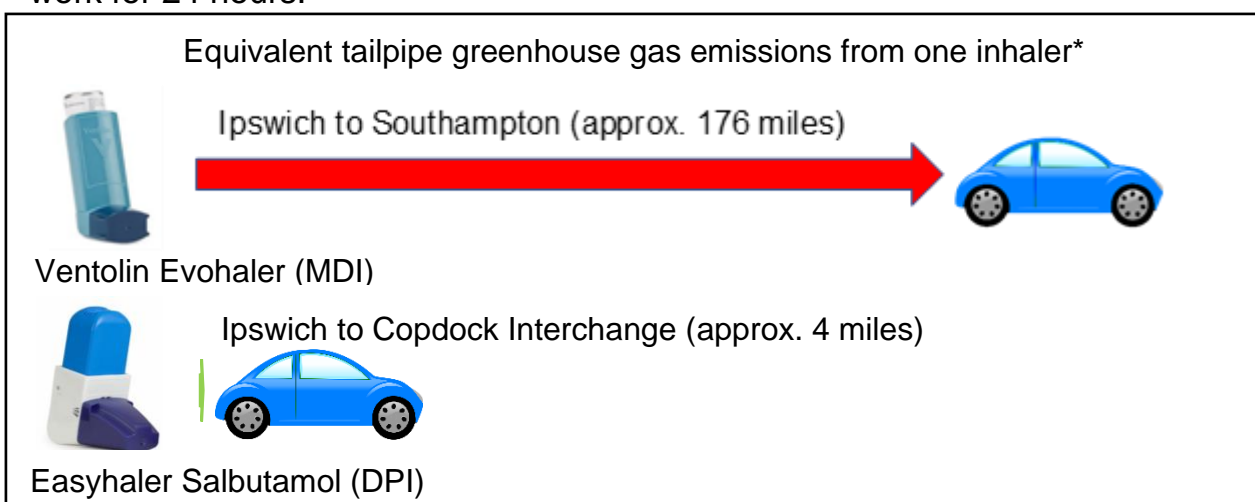 Equivalent tailpipe greenhouse gas emissions from one inhaler*
Ipswich to Southampton (approx. 176 miles)
Ventolin Evohaler (MDI)
Ipswich to Copdock Interchange (approx. 4 miles)
Easyhaler Salbutamol (DPI)